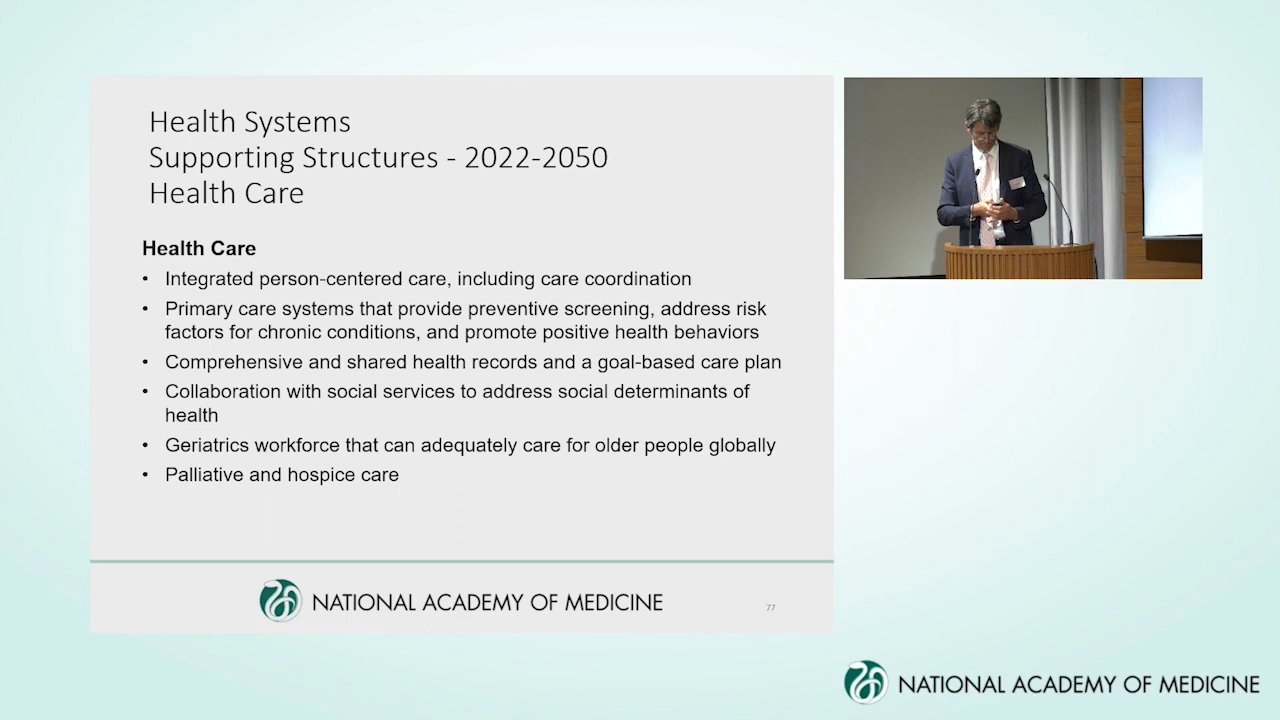 Health Systems
Supporting Structures - 2022-2050
Health Care
Health Care
• Integrated person-centered care, including care coordination
• Primary care systems that provide preventive screening, address risk
factors for chronic conditions, and promote positive health behaviors
• Comprehensive and shared health records and a goal-based care plan
• Collaboration with social services to address social determinants of
health
• Geriatrics workforce that can adequately care for older people globally
• Palliative and hospice care
NATIONAL ACADEMY OF MEDICINE
77
NATIONAL ACADEMY OF MEDICINE